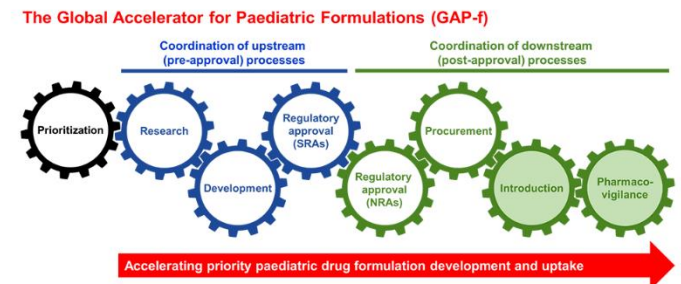 The Global Accelerator for Paediatric Formulations (GAP-f)
Coordination of upstream
(pre-approval) processes
Coordination of downstream
(post-approval) processes
Prioritization
Research
Development
Regulatory
approval
(SRAs)
Regulatory
approval
(NRAs)
Procurement
Introduction
Pharmaco-
vigilance
Accelerating priority paediatric drug formulation development and uptake